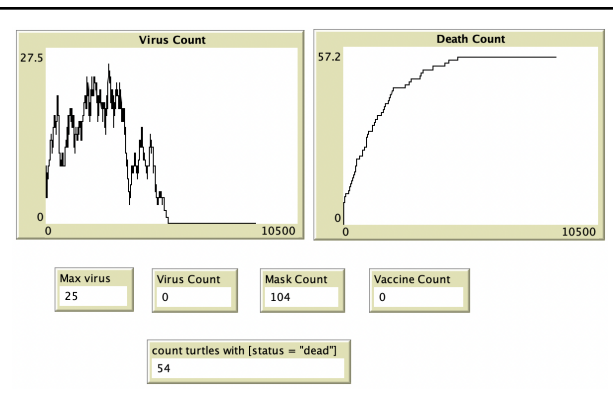 Virus Count
27.5
0
0
10500
Death Count
57.2
0
0
10500
Max virus
25
Virus Count
0
Mask Count
104
Vaccine Count
0
count turtles with [status = "dead"]
54